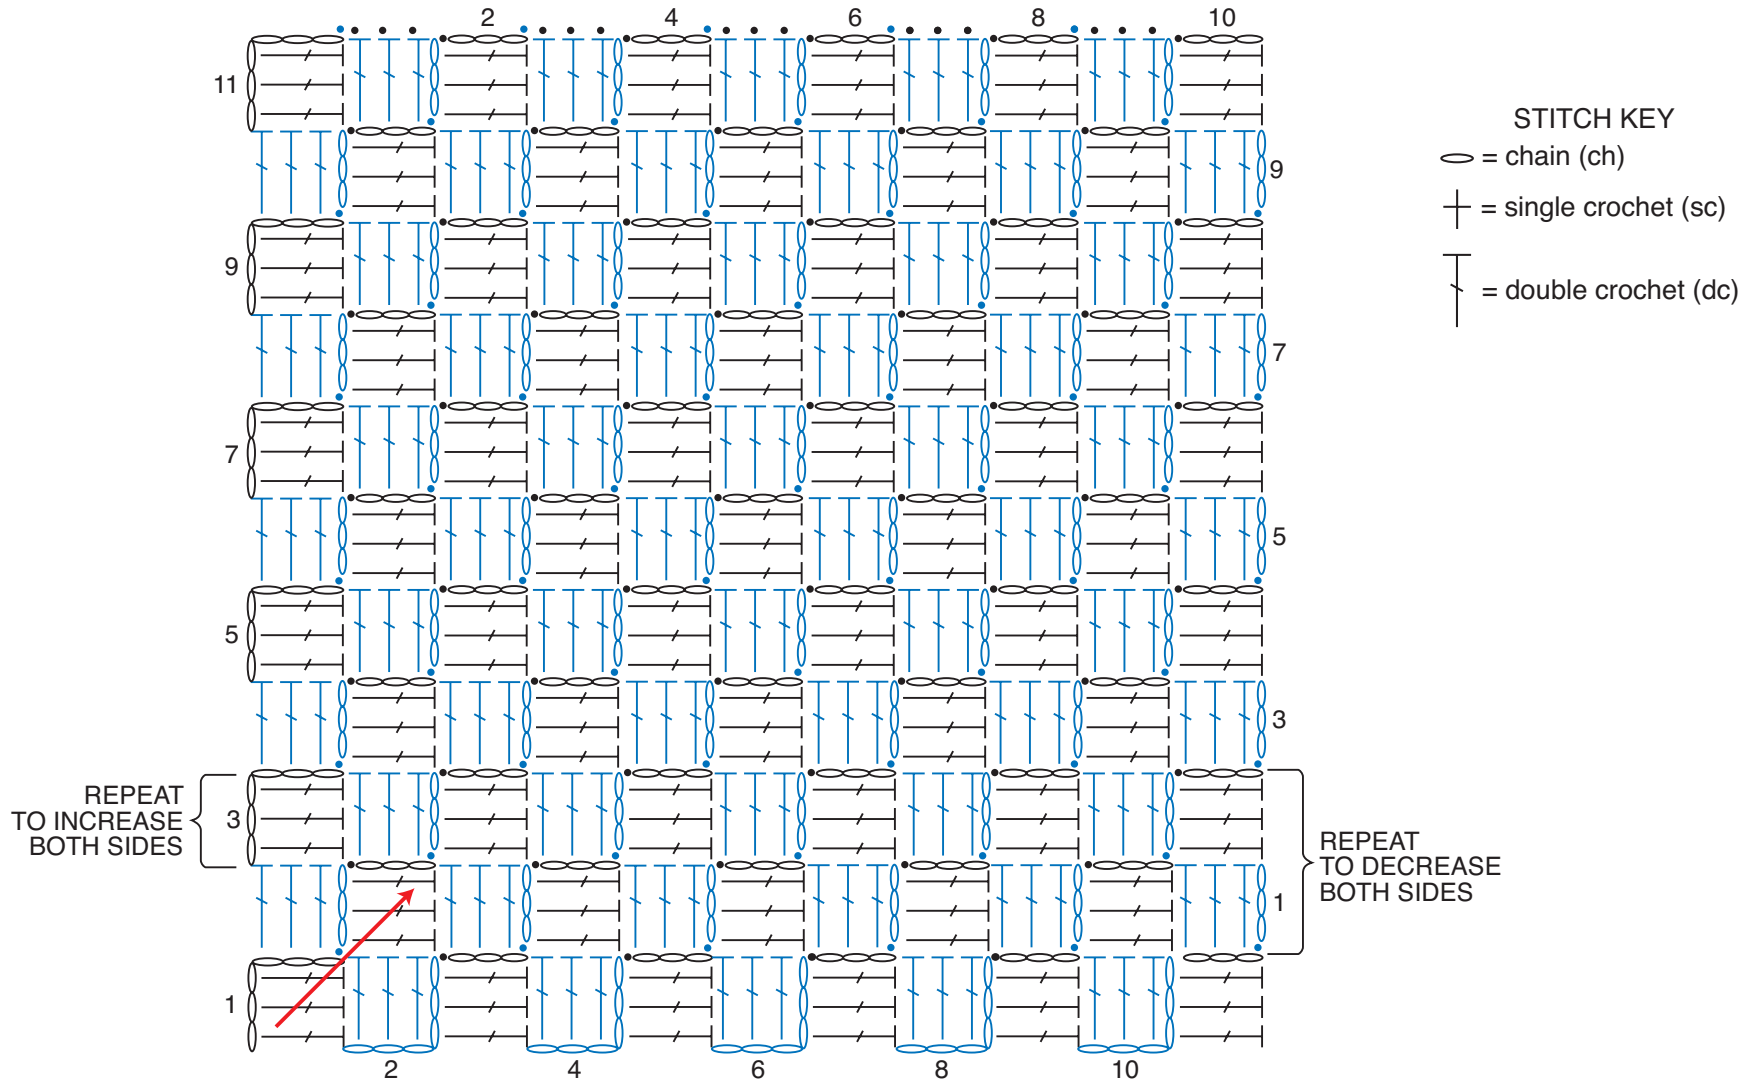 2 4 6 8 10
11
9
9
7
7
5
5
3
3
1
1
2 4 6 8 10
REPEAT
TO INCREASE
BOTH SIDES
REPEAT
TO DECREASE
BOTH SIDES
STITCH KEY
= chain (ch)
= single crochet (sc)
= double crochet (dc)